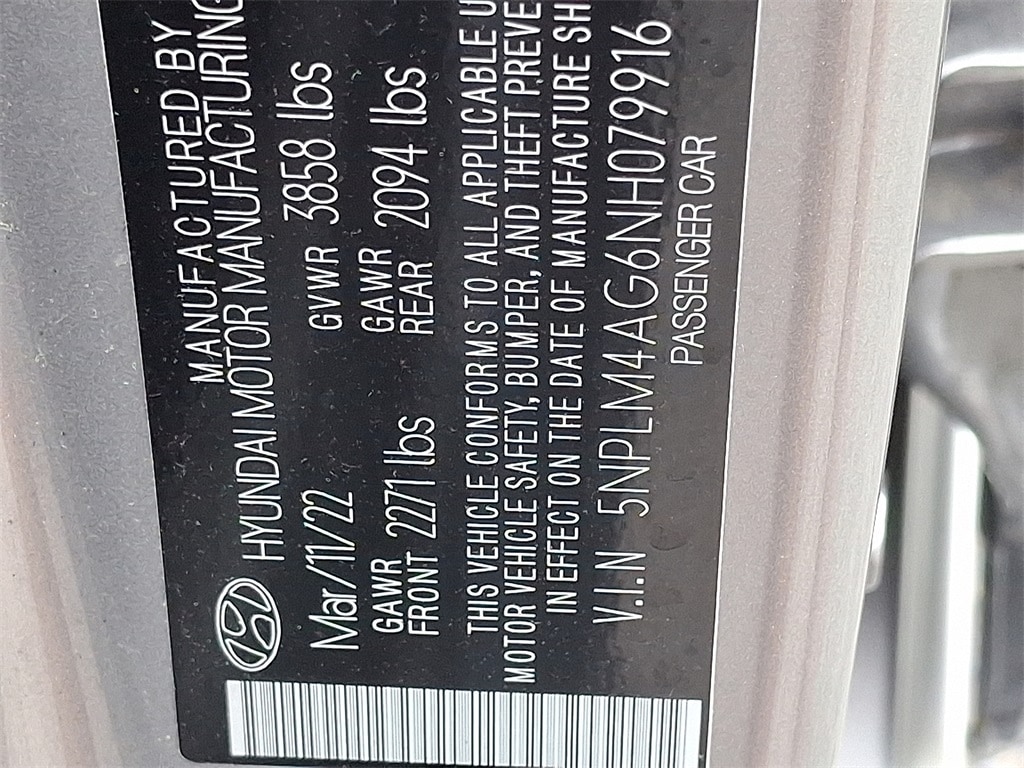 MANUFACTURED BY
HYUNDAI MOTOR MANUFACTURING
Mar/11/22 GVWR 3858 lbs
GAWR GAWR
FRONT 2271 lbs REAR 2094 lbs
THIS VEHICLE CONFORMS TO ALL APPLICABLE U
MOTOR VEHICLE SAFETY, BUMPER, AND THEFT PREVE
IN EFFECT ON THE DATE OF MANUFACTURE SH
V.I.N 5NPLM4AG6NH079916
PASSENGER CAR